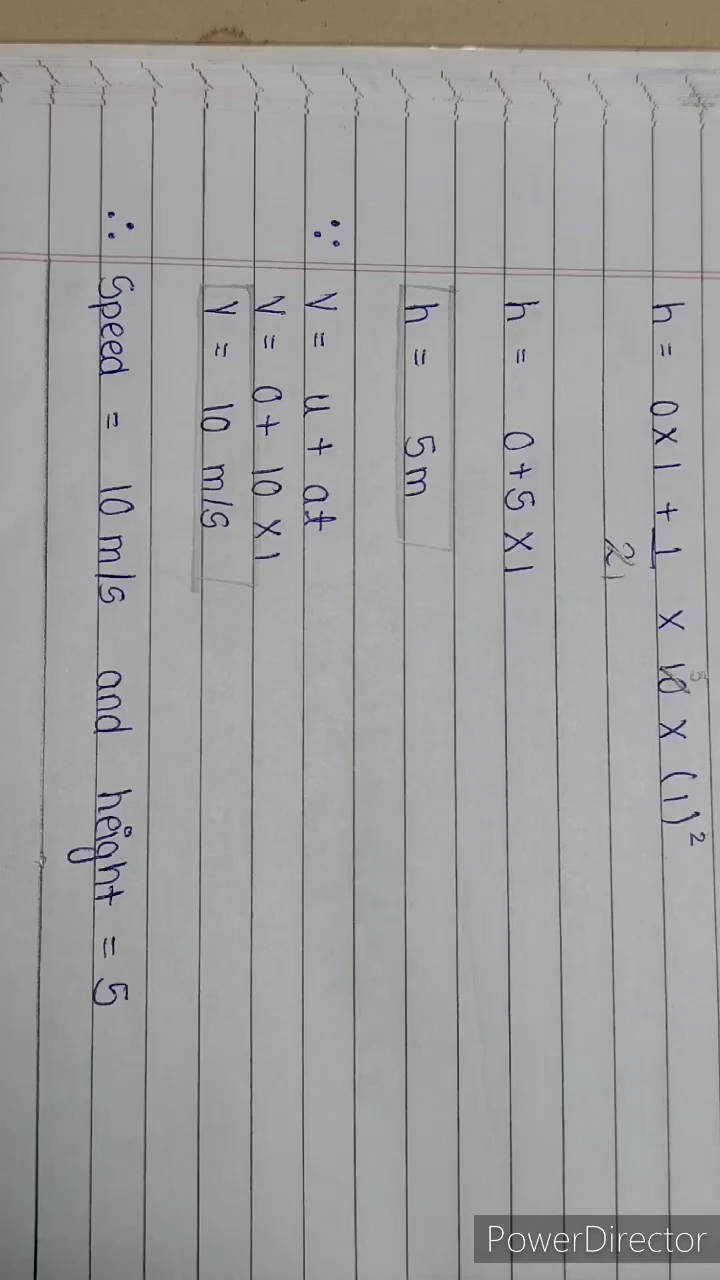 h = 0×1 + 1/2 × 10 5 × (1)²
h = 0+5×1
h = 5m
∵ v = u + at
v = 0+ 10×1
v = 10 m/s
∴ Speed = 10 m/s and height = 5
PowerDirector